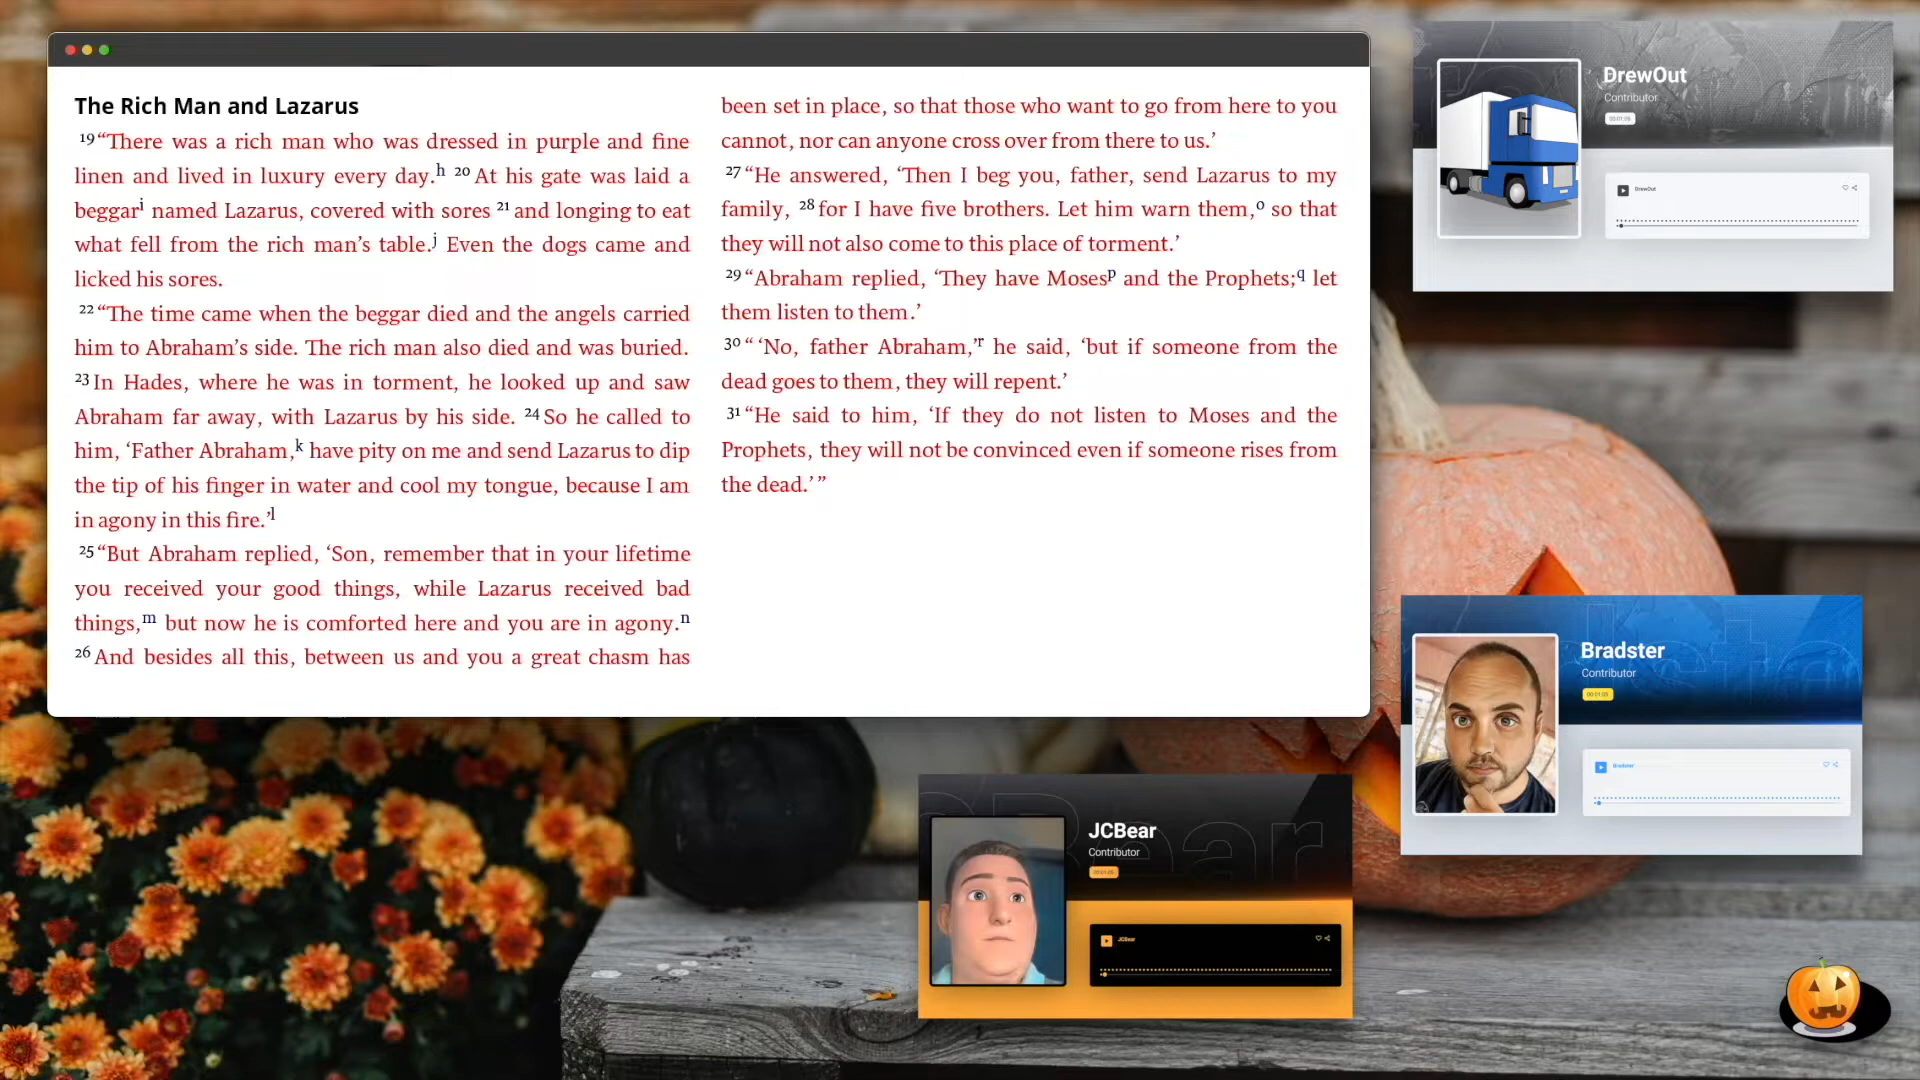 The Rich Man and Lazarus
19 “There was a rich man who was dressed in purple and fine
linen and lived in luxury every day.h 20 At his gate was laid a
beggari named Lazarus, covered with sores 21 and longing to eat
what fell from the rich man’s table.j Even the dogs came and
licked his sores.
22 “The time came when the beggar died and the angels carried
him to Abraham’s side. The rich man also died and was buried.
23 In Hades, where he was in torment, he looked up and saw
Abraham far away, with Lazarus by his side. 24 So he called to
him, ‘Father Abraham,k have pity on me and send Lazarus to dip
the tip of his finger in water and cool my tongue, because I am
in agony in this fire.’l
25 “But Abraham replied, ‘Son, remember that in your lifetime
you received your good things, while Lazarus received bad
things,m but now he is comforted here and you are in agony.n
26 And besides all this, between us and you a great chasm has
been set in place, so that those who want to go from here to you
cannot, nor can anyone cross over from there to us.’
27 “He answered, ‘Then I beg you, father, send Lazarus to my
family, 28 for I have five brothers. Let him warn them,o so that
they will not also come to this place of torment.’
29 “Abraham replied, ‘They have Mosesp and the Prophets;q let
them listen to them.’
30 “ ‘No, father Abraham,’r he said, ‘but if someone from the
dead goes to them, they will repent.’
31 “He said to him, ‘If they do not listen to Moses and the
Prophets, they will not be convinced even if someone rises from
the dead.’ ”
DrewOut
Contributor
00:01:05
DrewOut
Bradster
Contributor
00:01:05
Bradster
JCBear
Contributor
00:01:05
JCBear